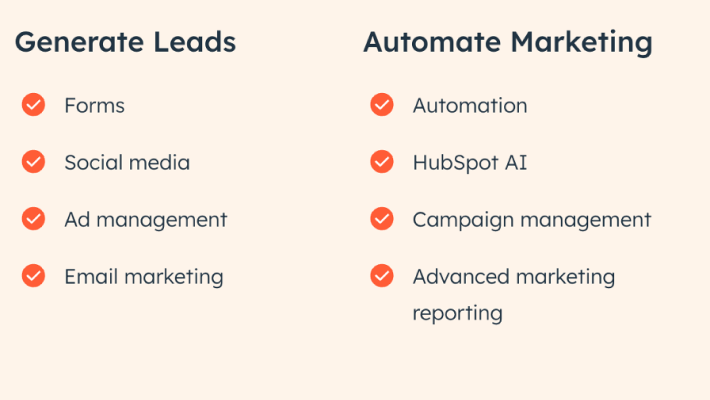 Generate Leads
Forms
Social media
Ad management
Email marketing
Automate Marketing
Automation
HubSpot AI
Campaign management
Advanced marketing
reporting